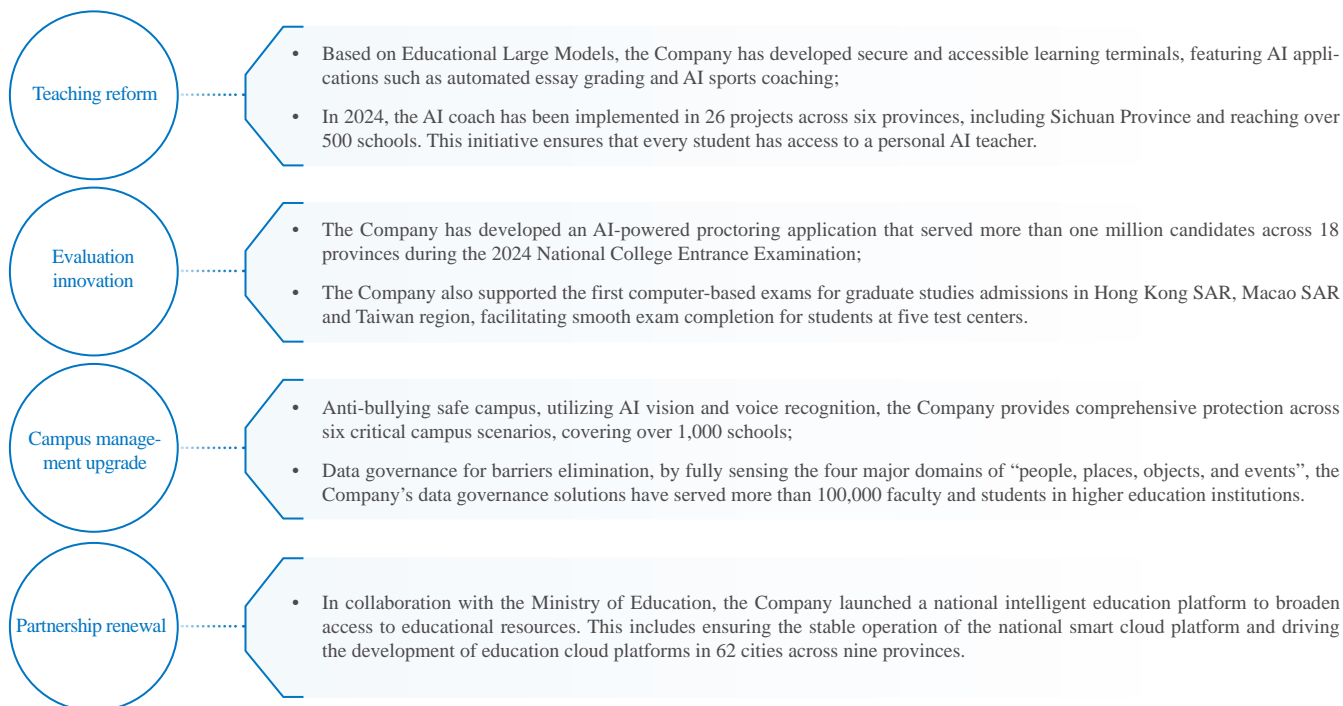 Teaching reform
• Based on Educational Large Models, the Company has developed secure and accessible learning terminals, featuring AI appli-
cations such as automated essay grading and AI sports coaching;
• In 2024, the AI coach has been implemented in 26 projects across six provinces, including Sichuan Province and reaching over
500 schools. This initiative ensures that every student has access to a personal AI teacher.
Evaluation
innovation
• The Company has developed an AI-powered proctoring application that served more than one million candidates across 18
provinces during the 2024 National College Entrance Examination;
• The Company also supported the first computer-based exams for graduate studies admissions in Hong Kong SAR, Macao SAR
and Taiwan region, facilitating smooth exam completion for students at five test centers.
Campus manage-
ment upgrade
• Anti-bullying safe campus, utilizing AI vision and voice recognition, the Company provides comprehensive protection across
six critical campus scenarios, covering over 1,000 schools;
• Data governance for barriers elimination, by fully sensing the four major domains of “people, places, objects, and events”, the
Company’s data governance solutions have served more than 100,000 faculty and students in higher education institutions.
Partnership renewal
• In collaboration with the Ministry of Education, the Company launched a national intelligent education platform to broaden
access to educational resources. This includes ensuring the stable operation of the national smart cloud platform and driving
the development of education cloud platforms in 62 cities across nine provinces.